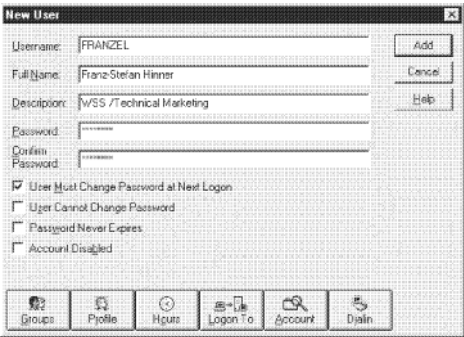 New User
Username: FRANZEL
Add
Full Name: Franz-Stefan Hinner
Cancel
Description: WSS /Technical Marketing
Help
Password: ********
Confirm
Password: ********
User Must Change Password at Next Logon
User Cannot Change Password
Password Never Expires
Account Disabled
Groups Profile Hours Logon To Account Dialin